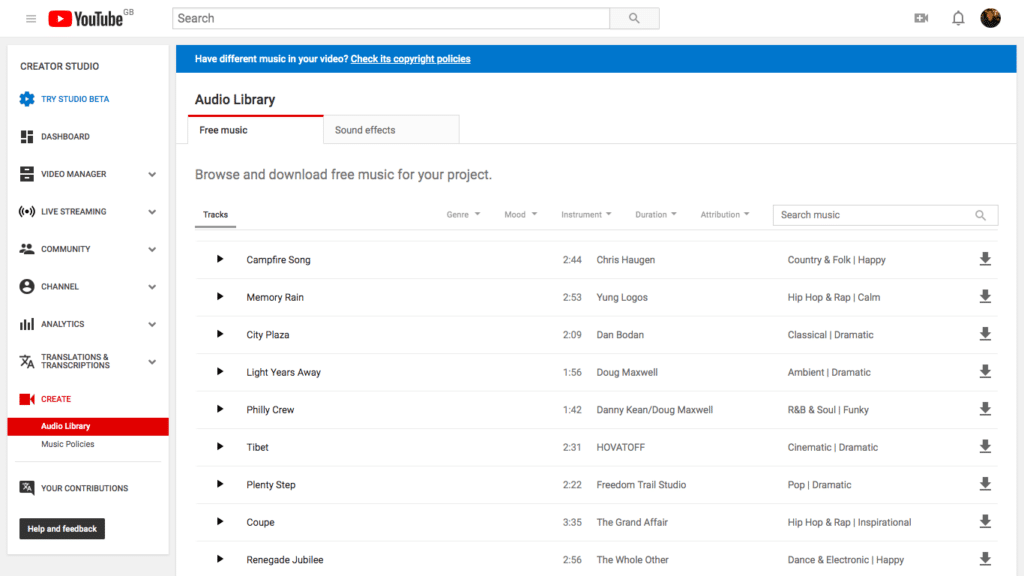 YouTube GB
Search
CREATOR STUDIO
TRY STUDIO BETA
DASHBOARD
VIDEO MANAGER
LIVE STREAMING
COMMUNITY
CHANNEL
ANALYTICS
TRANSLATIONS &
TRANSCRIPTIONS
CREATE
Audio Library
Music Policies
YOUR CONTRIBUTIONS
Help and feedback
Have different music in your video? Check its copyright policies
Audio Library
Free music Sound effects
Browse and download free music for your project.
Tracks Genre Mood Instrument Duration Attribution Search music
Campfire Song 2:44 Chris Haugen Country & Folk | Happy
Memory Rain 2:53 Yung Logos Hip Hop & Rap | Calm
City Plaza 2:09 Dan Bodan Classical | Dramatic
Light Years Away 1:56 Doug Maxwell Ambient | Dramatic
Philly Crew 1:42 Danny Kean/Doug Maxwell R&B & Soul | Funky
Tibet 2:31 HOVATOFF Cinematic | Dramatic
Plenty Step 2:22 Freedom Trail Studio Pop | Dramatic
Coupe 3:35 The Grand Affair Hip Hop & Rap | Inspirational
Renegade Jubilee 2:56 The Whole Other Dance & Electronic | Happy